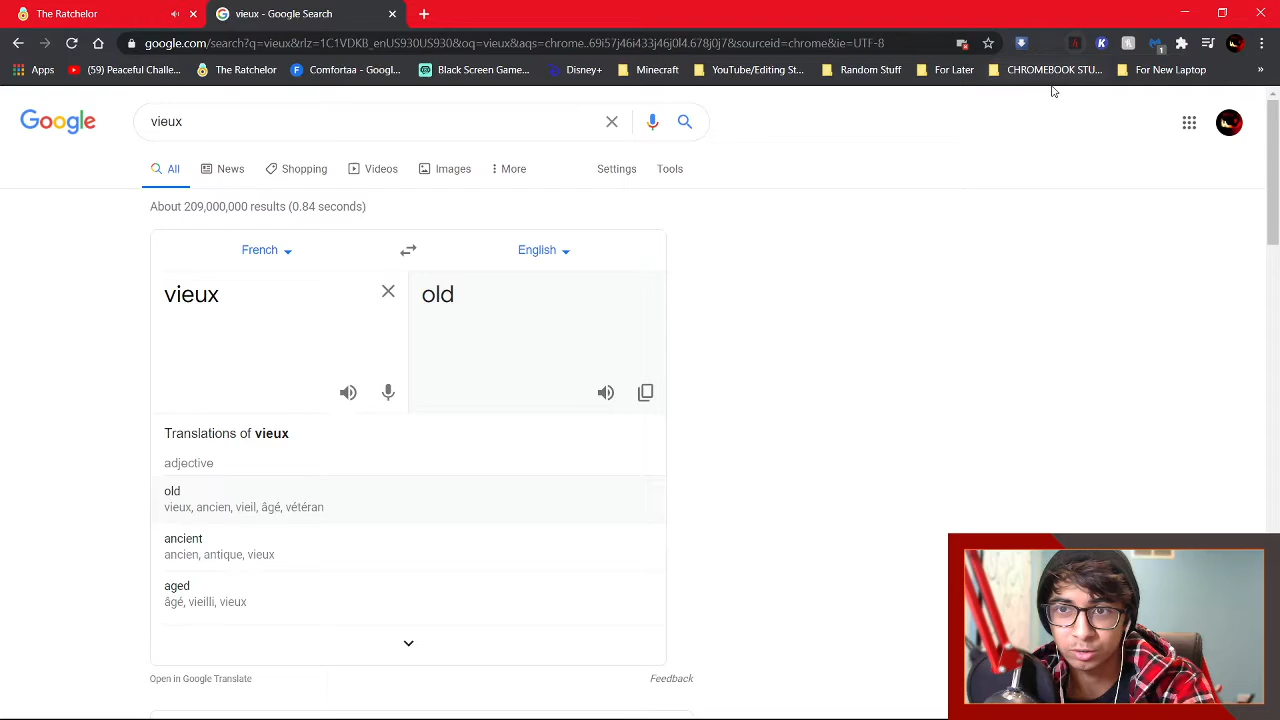 The Ratchelor
vieux - Google Search
google.com/search?q=vieux&rlz=1C1VDKB_enUS930US930&oq=vieux&aqs=chrome..69i57j46i433j46j0l4.678j0j7&sourceid=chrome&ie=UTF-8
Apps (59) Peaceful Challe... The Ratchelor Comfortaa - Googl... Black Screen Game... Disney+ Minecraft YouTube/Editing St... Random Stuff For Later CHROMEBOOK STU... For New Laptop »
Google
vieux
All News Shopping Videos Images More Settings Tools
About 209,000,000 results (0.84 seconds)
French English
vieux old
Translations of vieux
adjective
old
vieux, ancien, vieil, âgé, vétéran
ancient
ancien, antique, vieux
aged
âgé, vieilli, vieux
Open in Google Translate Feedback